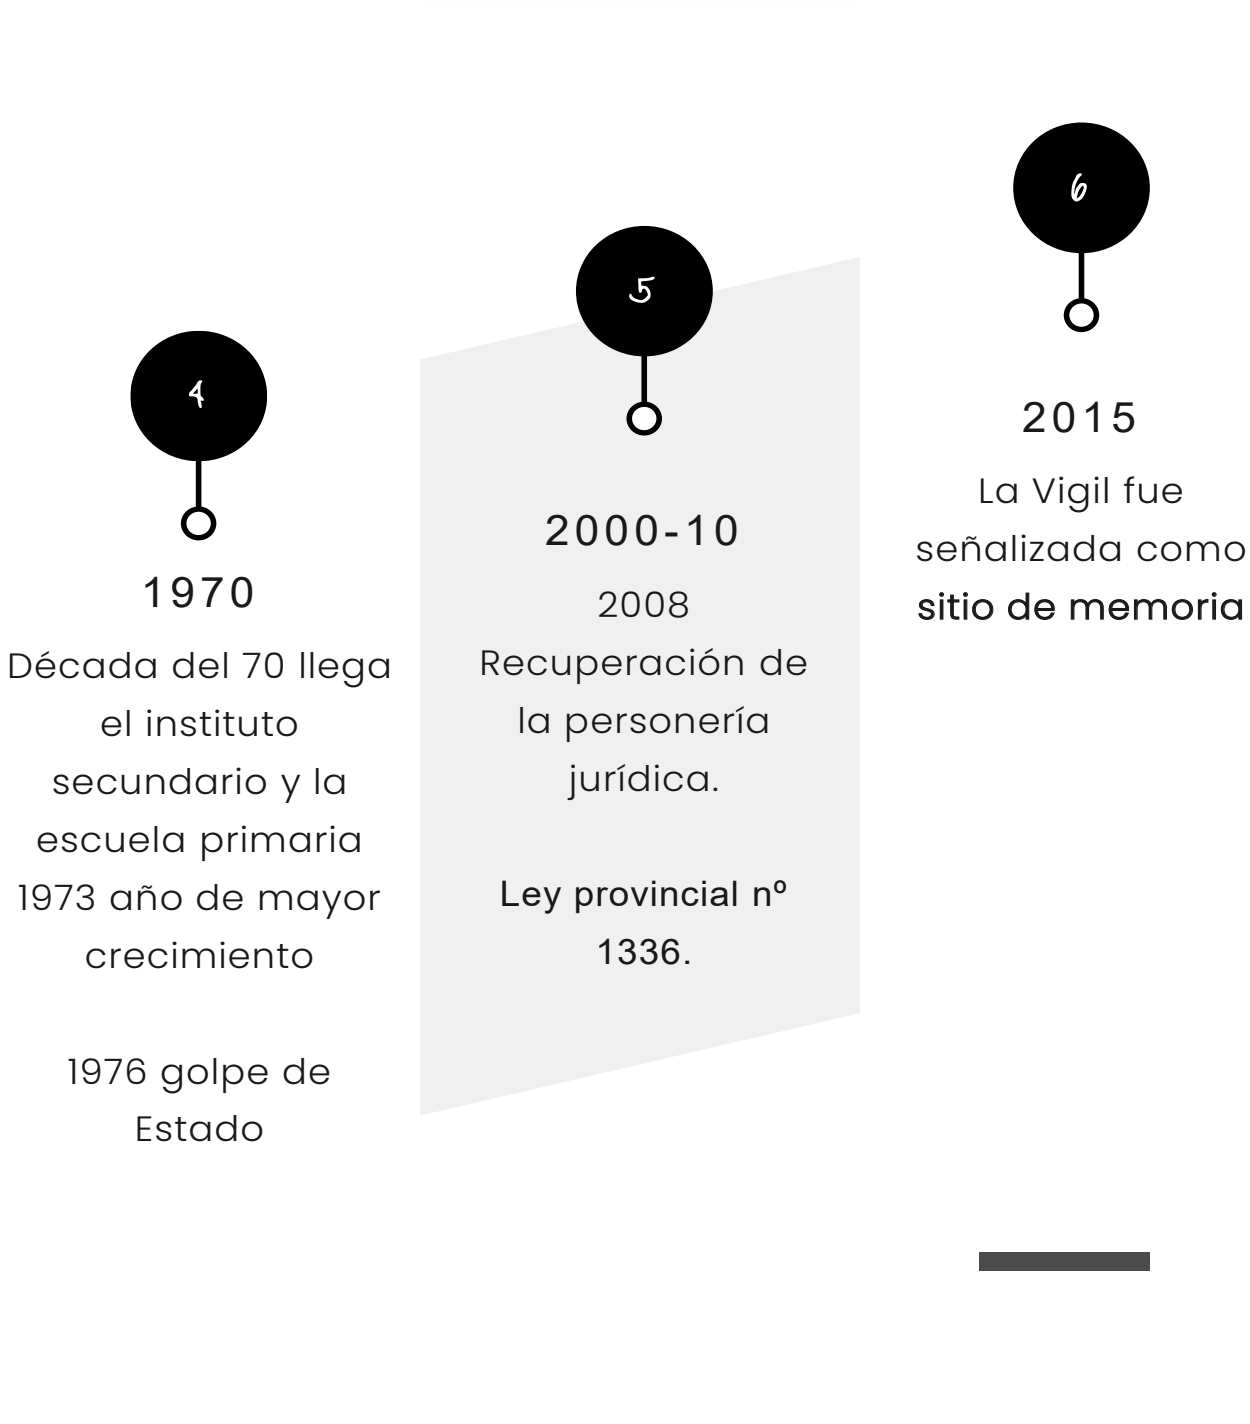 4
1970
Década del 70 llega
el instituto
secundario y la
escuela primaria
1973 año de mayor
crecimiento
1976 golpe de
Estado
5
2000-10
2008
Recuperación de
la personería
jurídica.
Ley provincial nº
1336.
6
2015
La Vigil fue
señalizada como
sitio de memoria